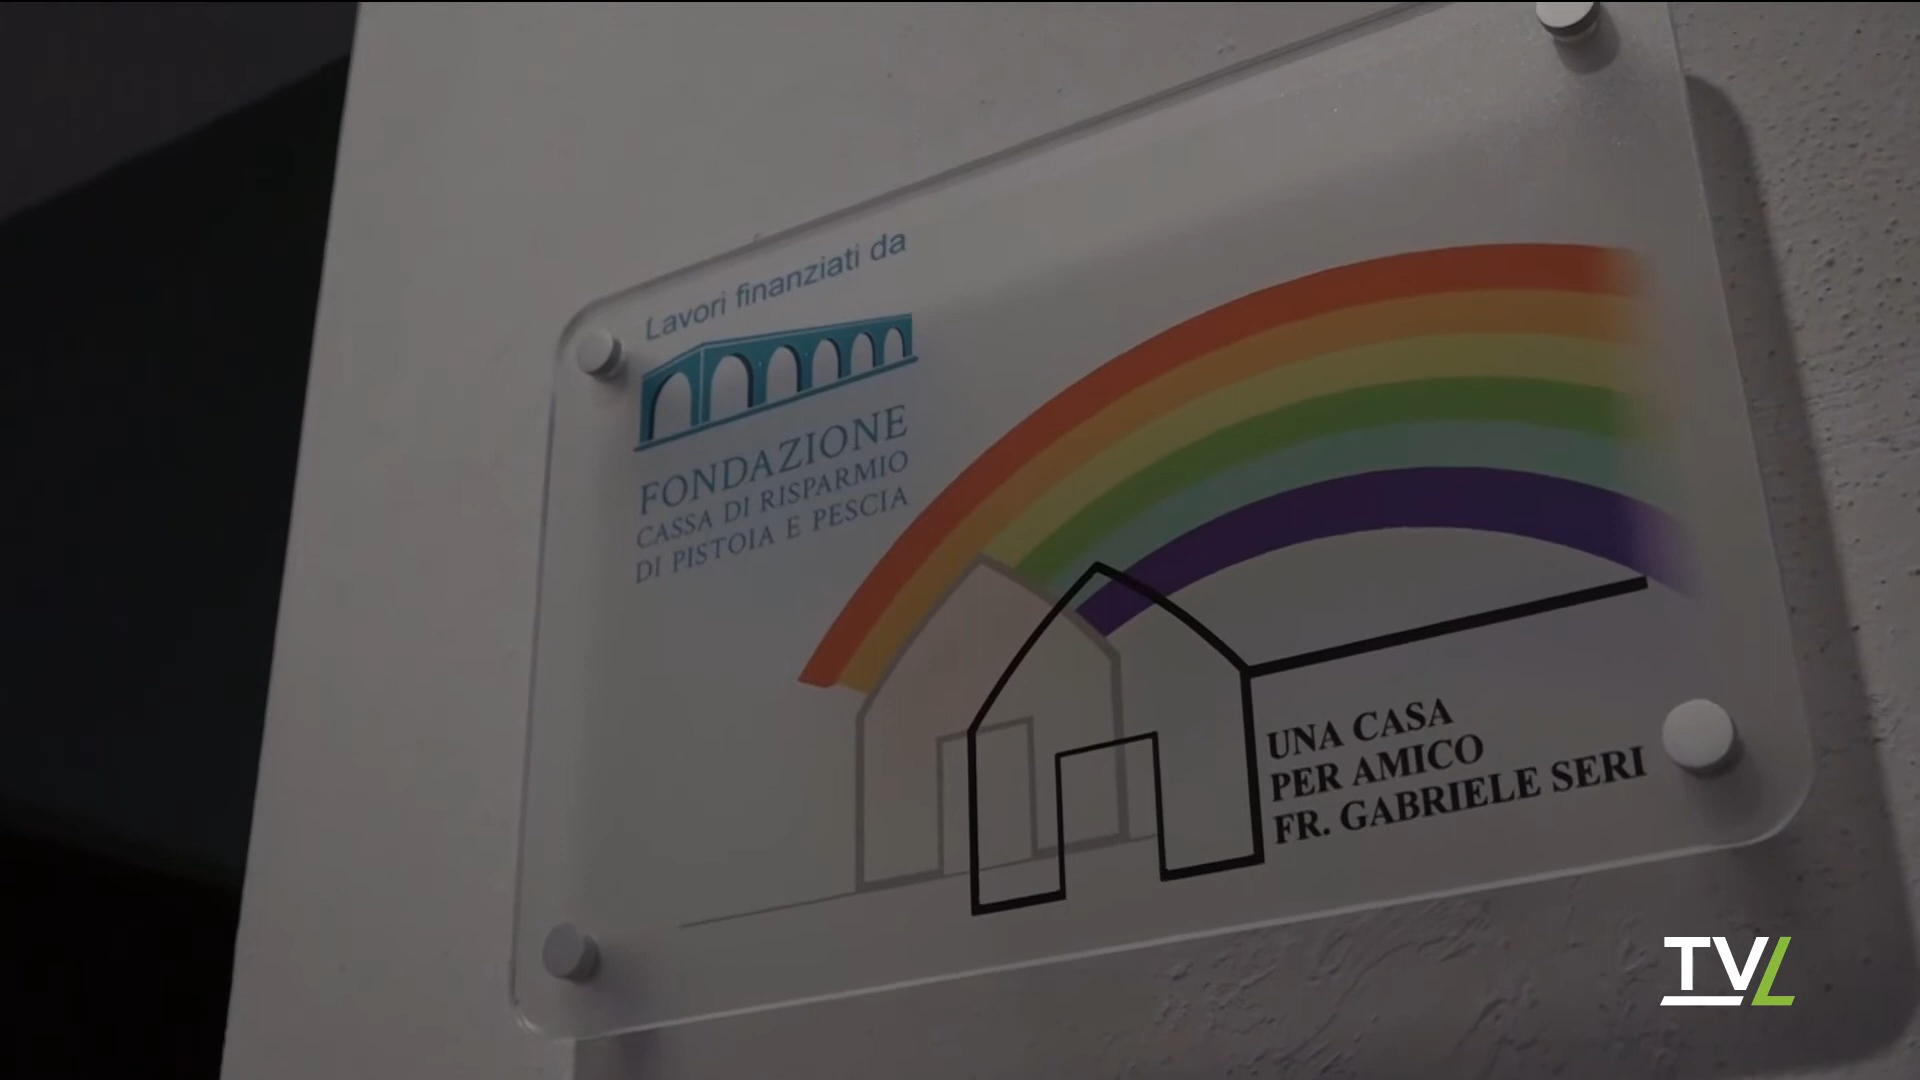 Lavori finanziati da
FONDAZIONE
CASSA DI RISPARMIO
DI PISTOIA E PESCIA
UNA CASA
PER AMICO
FR. GABRIELE SERI
TVL